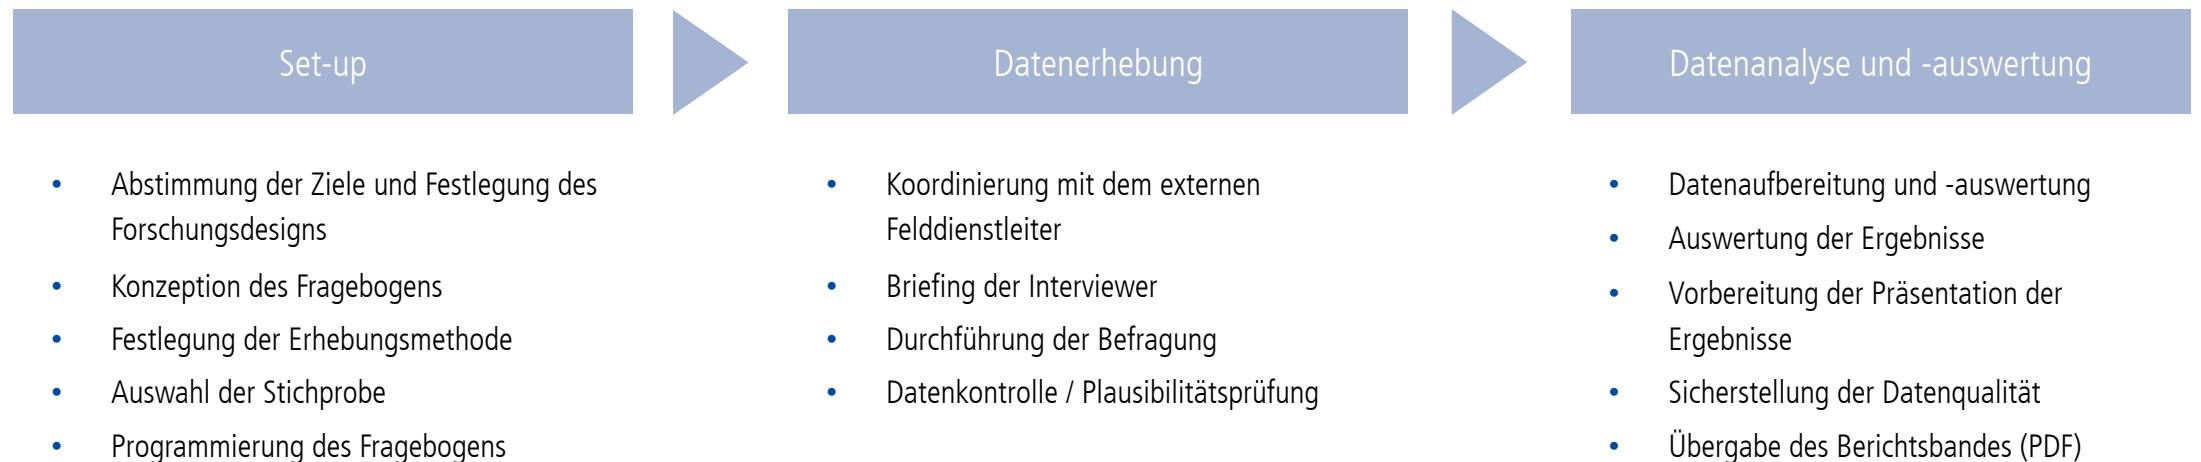 Set-up
Abstimmung der Ziele und Festlegung des
Forschungsdesigns
Konzeption des Fragebogens
Festlegung der Erhebungsmethode
Auswahl der Stichprobe
Programmierung des Fragebogens
Datenerhebung
Koordinierung mit dem externen
Felddienstleiter
Briefing der Interviewer
Durchführung der Befragung
Datenkontrolle / Plausibilitätsprüfung
Datenanalyse und -auswertung
Datenaufbereitung und -auswertung
Auswertung der Ergebnisse
Vorbereitung der Präsentation der
Ergebnisse
Sicherstellung der Datenqualität
Übergabe des Berichtsbandes (PDF)